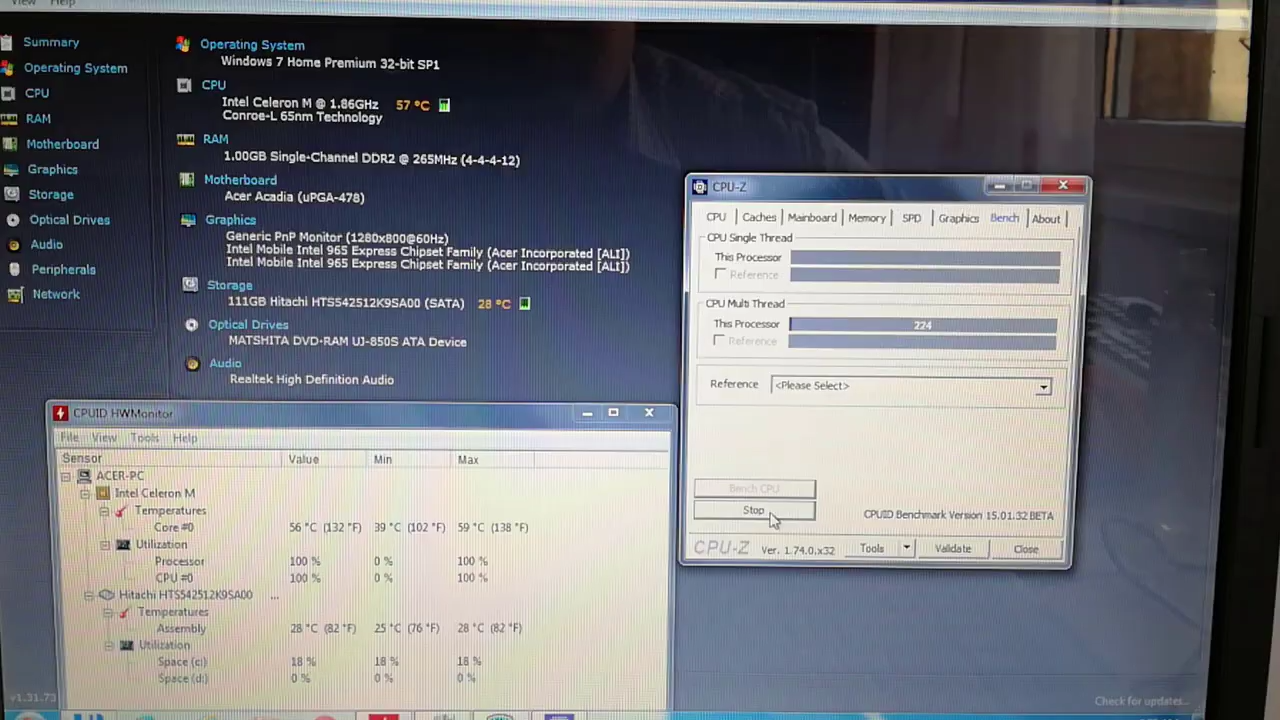 View Help
Summary
Operating System
CPU
RAM
Motherboard
Graphics
Storage
Optical Drives
Audio
Peripherals
Network
Operating System
Windows 7 Home Premium 32-bit SP1
CPU
Intel Celeron M @ 1.86GHz 57 °C
Conroe-L 65nm Technology
RAM
1.00GB Single-Channel DDR2 @ 265MHz (4-4-4-12)
Motherboard
Acer Acadia (uPGA-478)
Graphics
Generic PnP Monitor (1280x800@60Hz)
Intel Mobile Intel 965 Express Chipset Family (Acer Incorporated [ALI])
Intel Mobile Intel 965 Express Chipset Family (Acer Incorporated [ALI])
Storage
111GB Hitachi HTS542512K9SA00 (SATA) 28 °C
Optical Drives
MATSHITA DVD-RAM UJ-850S ATA Device
Audio
Realtek High Definition Audio
CPUID HWMonitor
File View Tools Help
Sensor Value Min Max
ACER-PC
Intel Celeron M
Temperatures
Core #0 56 °C (132 °F) 39 °C (102 °F) 59 °C (138 °F)
Utilization
Processor 100 % 0 % 100 %
CPU #0 100 % 0 % 100 %
Hitachi HTS542512K9SA00 ...
Temperatures
Assembly 28 °C (82 °F) 25 °C (76 °F) 28 °C (82 °F)
Utilization
Space (c:) 18 % 18 % 18 %
Space (d:) 0 % 0 % 0 %
v1.31.73
CPU-Z
CPU Caches Mainboard Memory SPD Graphics Bench About
CPU Single Thread
This Processor
Reference
CPU Multi Thread
This Processor 224
Reference
Reference <Please Select>
Bench CPU
Stop
CPUID Benchmark Version 15.01.32 BETA
CPU-Z Ver. 1.74.0.x32 Tools Validate Close
Check for updates...